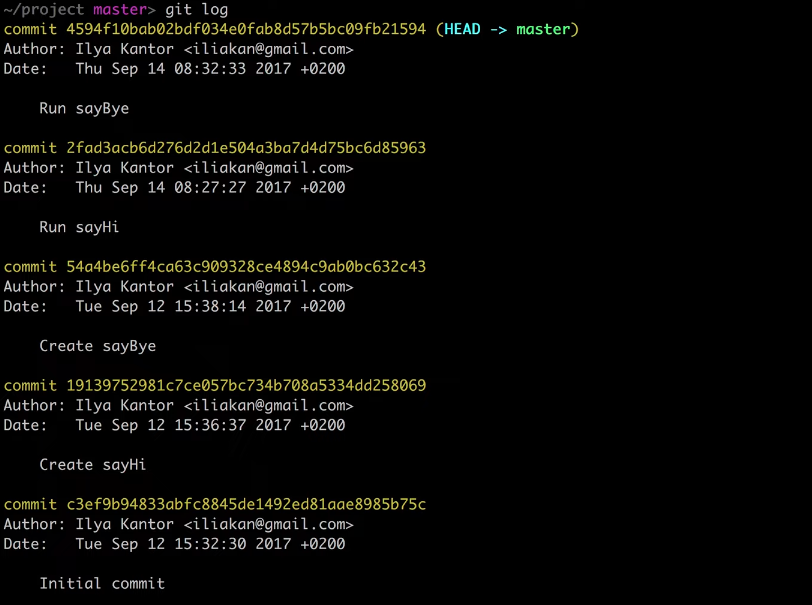 ~/project master> git log
commit 4594f10bab02bdf034e0fab8d57b5bc09fb21594 (HEAD -> master)
Author: Ilya Kantor <iliakan@gmail.com>
Date:   Thu Sep 14 08:32:33 2017 +0200
    Run sayBye
commit 2fad3acb6d276d2d1e504a3ba7d4d75bc6d85963
Author: Ilya Kantor <iliakan@gmail.com>
Date:   Thu Sep 14 08:27:27 2017 +0200
    Run sayHi
commit 54a4be6ff4ca63c909328ce4894c9ab0bc632c43
Author: Ilya Kantor <iliakan@gmail.com>
Date:   Tue Sep 12 15:38:14 2017 +0200
    Create sayBye
commit 19139752981c7ce057bc734b708a5334dd258069
Author: Ilya Kantor <iliakan@gmail.com>
Date:   Tue Sep 12 15:36:37 2017 +0200
    Create sayHi
commit c3ef9b94833abfc8845de1492ed81aae8985b75c
Author: Ilya Kantor <iliakan@gmail.com>
Date:   Tue Sep 12 15:32:30 2017 +0200
    Initial commit